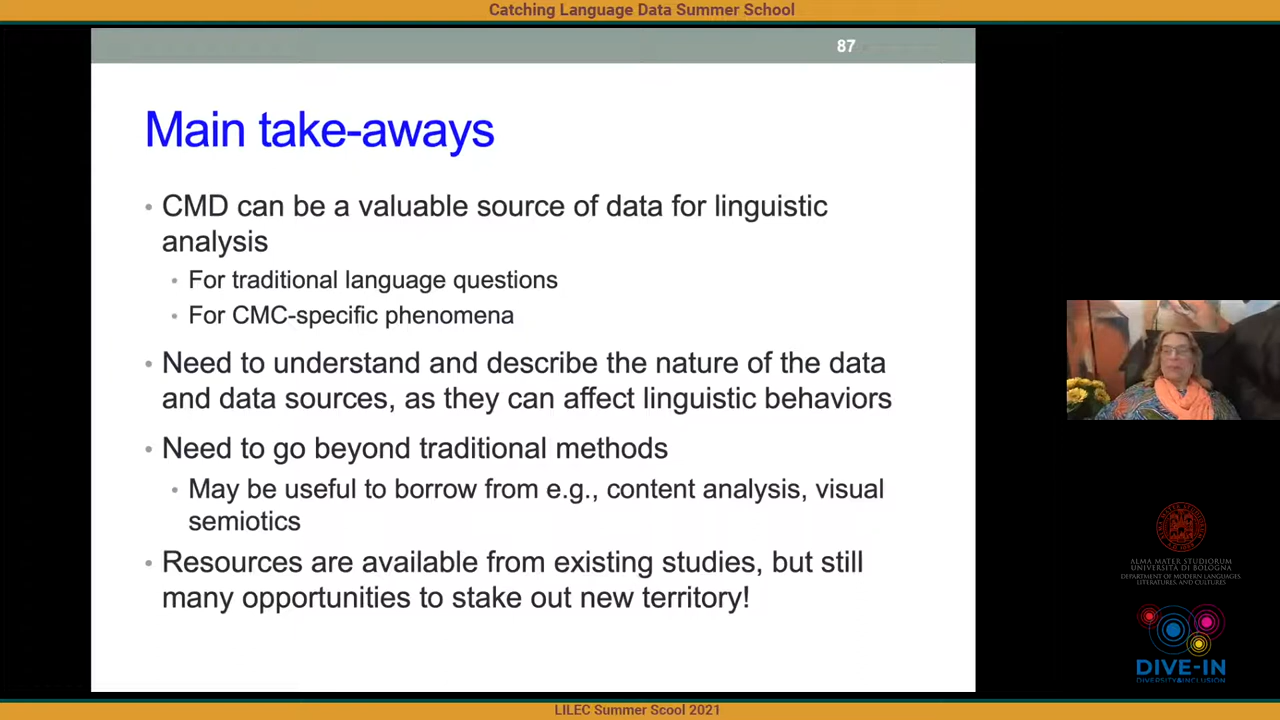 Catching Language Data Summer School
87
Main take-aways
• CMD can be a valuable source of data for linguistic
analysis
• For traditional language questions
• For CMC-specific phenomena
• Need to understand and describe the nature of the data
and data sources, as they can affect linguistic behaviors
• Need to go beyond traditional methods
• May be useful to borrow from e.g., content analysis, visual
semiotics
• Resources are available from existing studies, but still
many opportunities to stake out new territory!
ALMA MATER STUDIORUM
UNIVERSITÀ DI BOLOGNA
DEPARTMENT OF MODERN LANGUAGES,
LITERATURES, AND CULTURES
DIVE-IN
DIVERSITY&INCLUSION
LILEC Summer Scool 2021